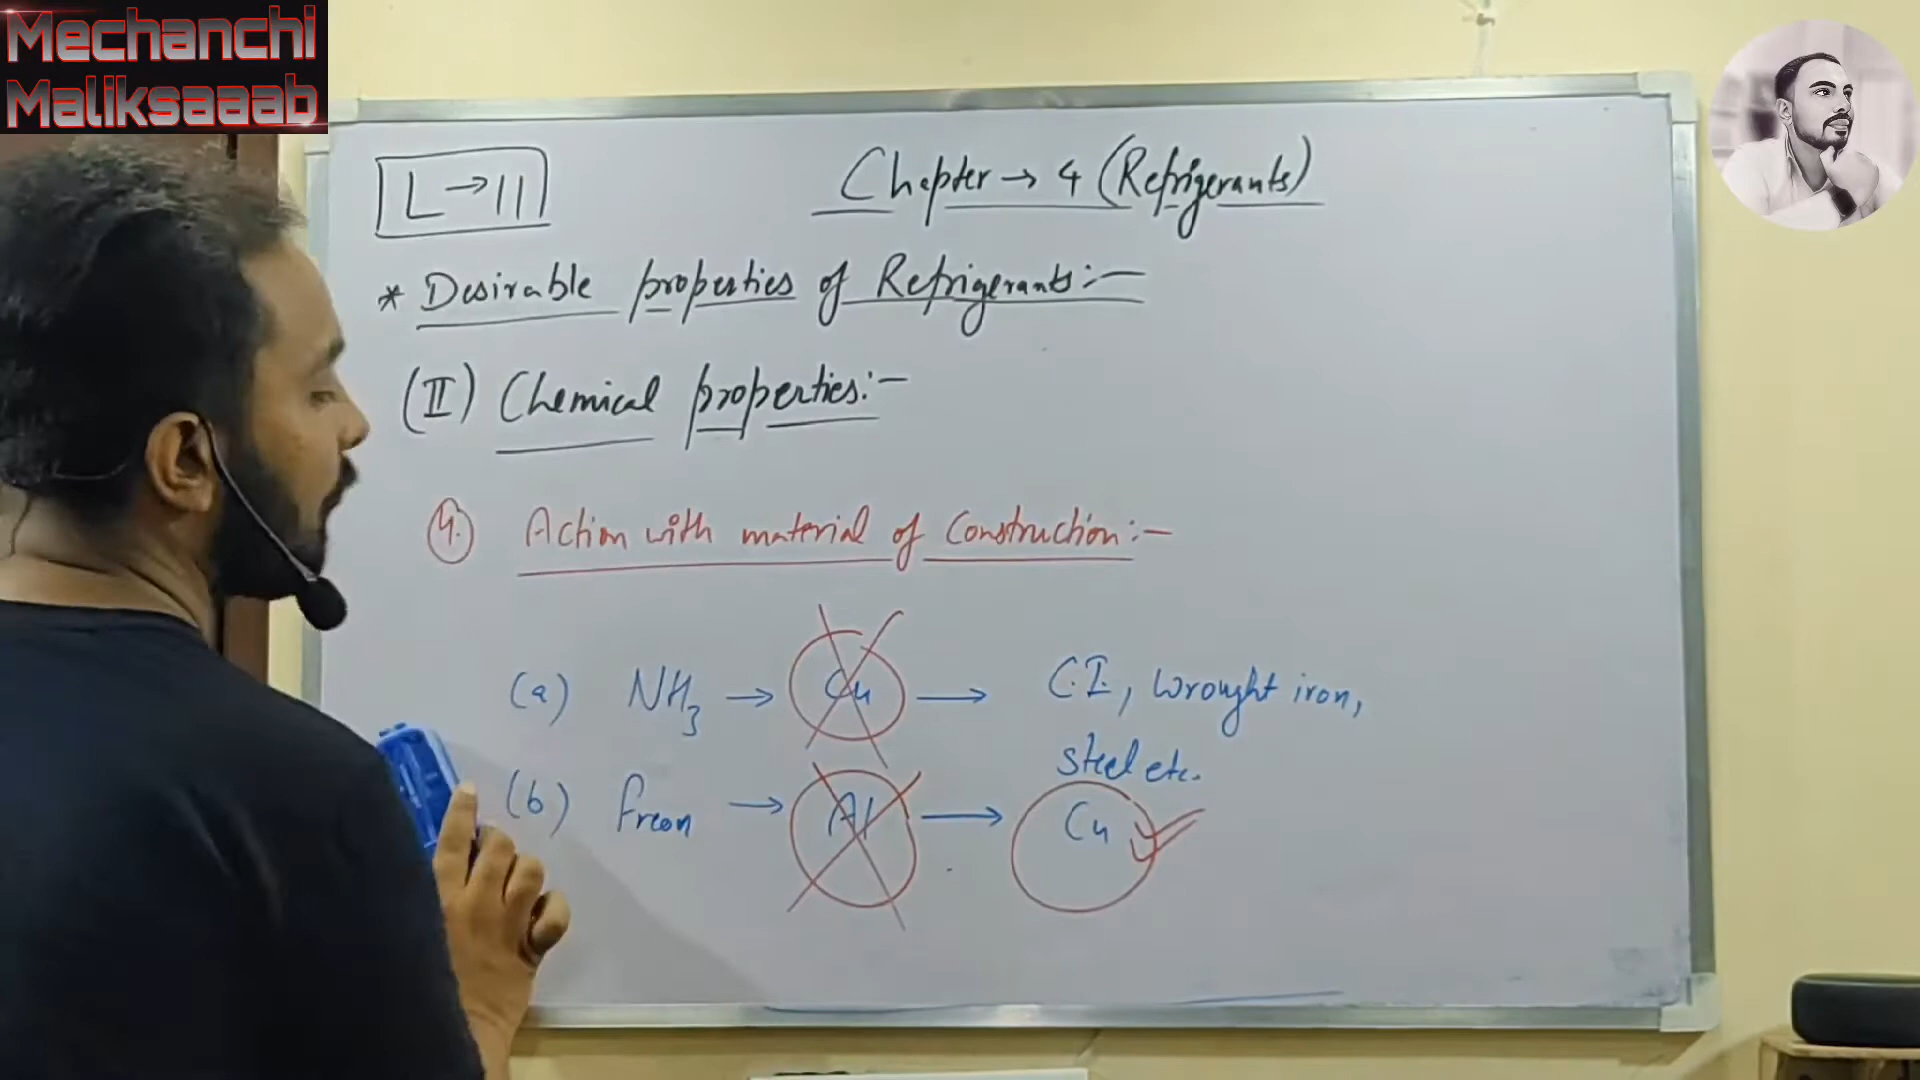 Mechanchi
Maliksaaab
L → 11
Chapter → 4 (Refrigerants)
* Desirable properties of Refrigerants:-
(II) Chemical properties:-
4. Action with material of Construction:-
(a) NH3 → Cu → C.I., Wrought iron,
steel etc.
(b) Freon → Al → Cu